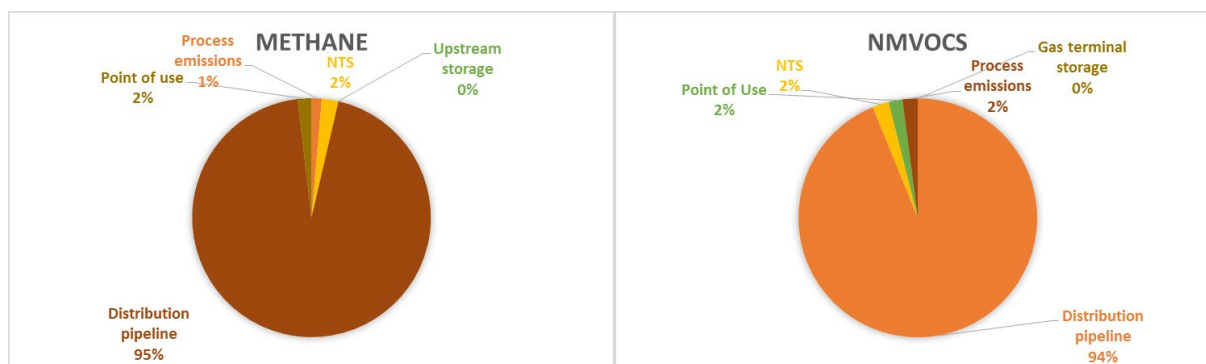 METHANE
Process
emissions
1%
NTS
2%
Upstream
storage
0%
Point of use
2%
Distribution
pipeline
95%
NMVOCS
Gas terminal
storage
0%
NTS
2%
Process
emissions
2%
Point of Use
2%
Distribution
pipeline
94%